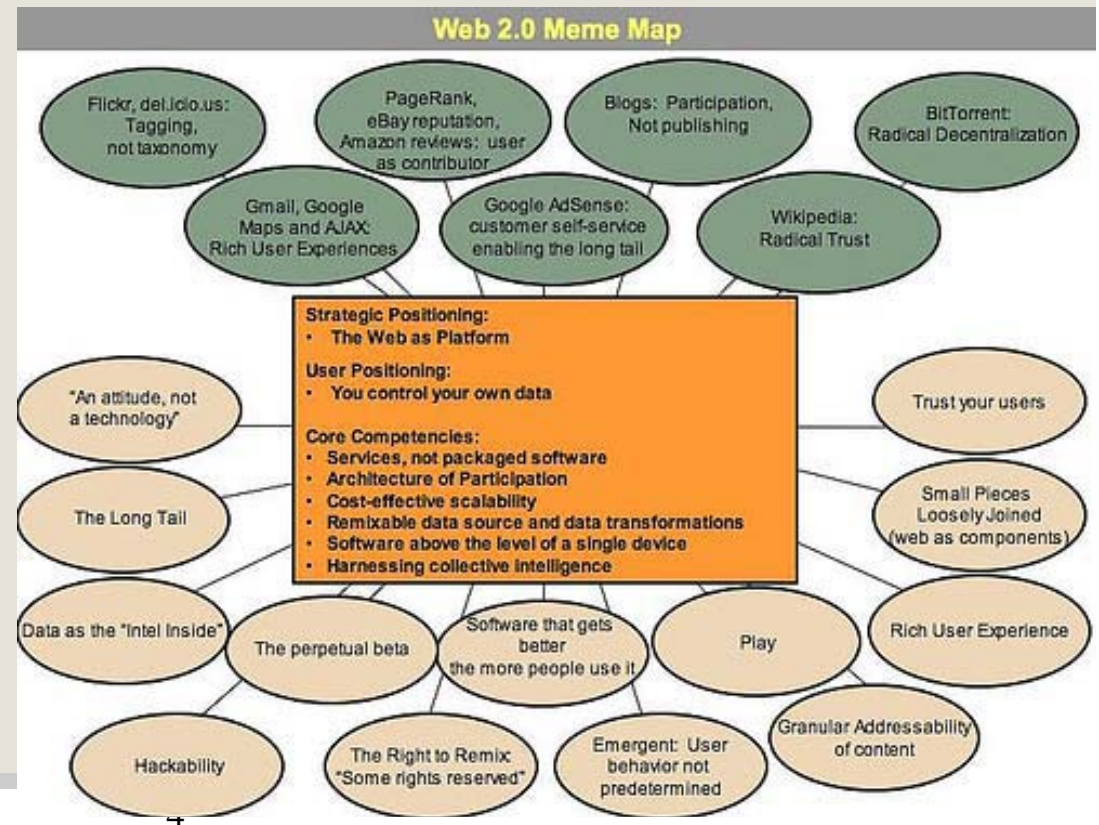 Web 2.0 Meme Map
Flickr, del.icio.us:
Tagging,
not taxonomy
PageRank,
eBay reputation,
Amazon reviews: user
as contributor
Blogs: Participation,
Not publishing
BitTorrent:
Radical Decentralization
Gmail, Google
Maps and AJAX:
Rich User Experiences
Google AdSense:
customer self-service
enabling the long tail
Wikipedia:
Radical Trust
Strategic Positioning:
• The Web as Platform
User Positioning:
• You control your own data
Core Competencies:
• Services, not packaged software
• Architecture of Participation
• Cost-effective scalability
• Remixable data source and data transformations
• Software above the level of a single device
• Harnessing collective intelligence
"An attitude, not
a technology"
Trust your users
The Long Tail
Small Pieces
Loosely Joined
(web as components)
Data as the "Intel Inside"
The perpetual beta
Software that gets
better
the more people use it
Play
Rich User Experience
Hackability
The Right to Remix:
"Some rights reserved"
Emergent: User
behavior not
predetermined
Granular Addressability
of content
4